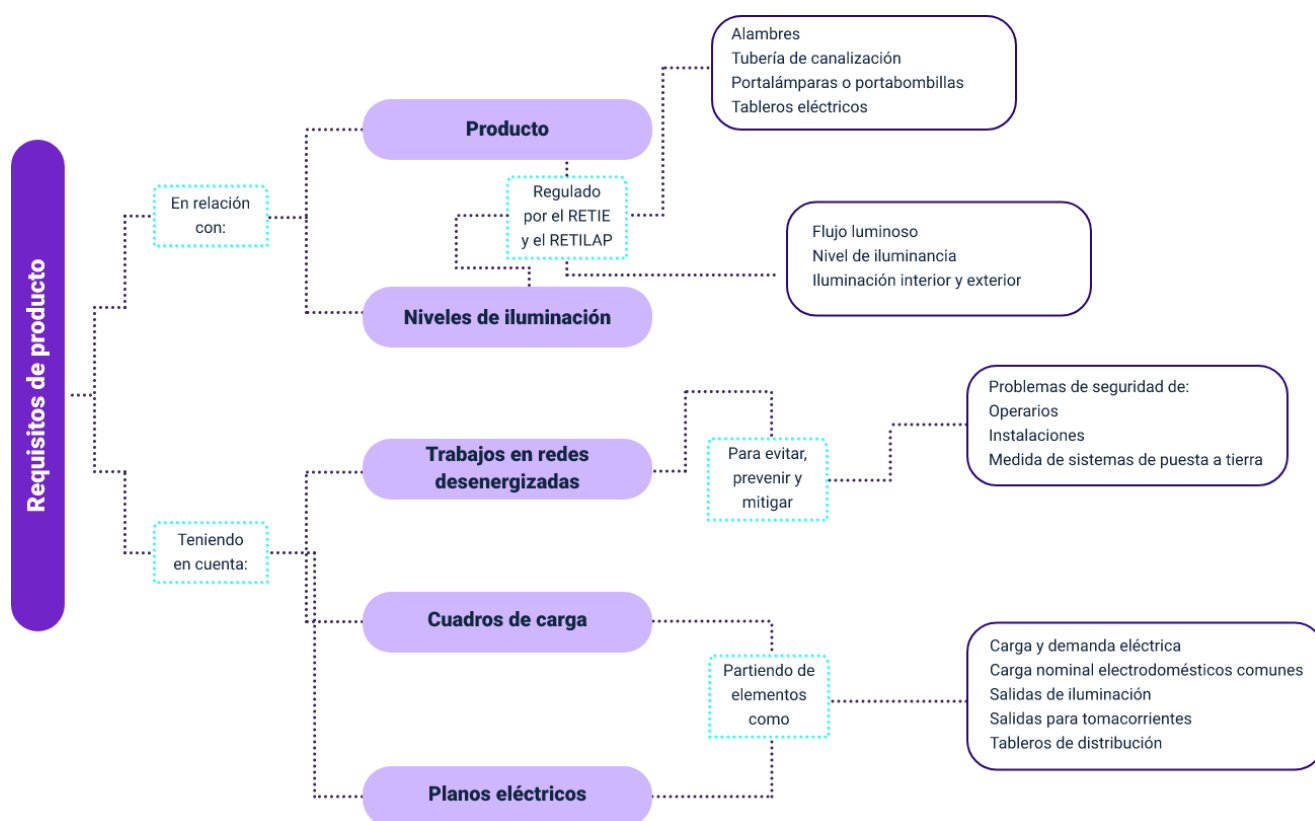 Requisitos de producto
En relación
con:
Producto
Regulado
por el RETIE
y el RETILAP
Niveles de iluminación
Alambres
Tubería de canalización
Portalámparas o portabombillas
Tableros eléctricos
Flujo luminoso
Nivel de iluminancia
Iluminación interior y exterior
Teniendo
en cuenta:
Trabajos en redes
desenergizadas
Para evitar,
prevenir y
mitigar
Problemas de seguridad de:
Operarios
Instalaciones
Medida de sistemas de puesta a tierra
Cuadros de carga
Partiendo de
elementos
como
Planos eléctricos
Carga y demanda eléctrica
Carga nominal electrodomésticos comunes
Salidas de iluminación
Salidas para tomacorrientes
Tableros de distribución